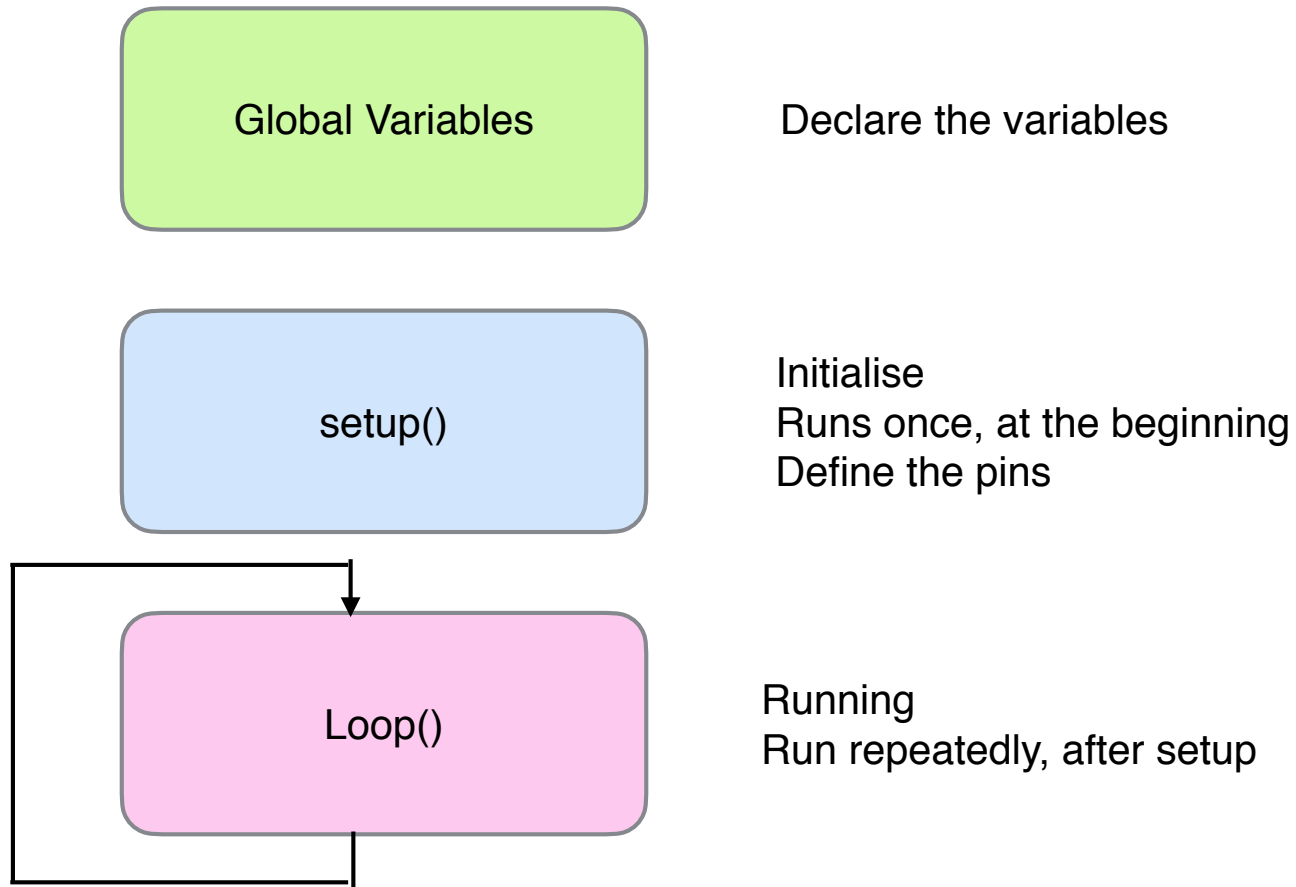 Global Variables
Declare the variables
setup()
Initialise
Runs once, at the beginning
Define the pins
Loop()
Running
Run repeatedly, after setup